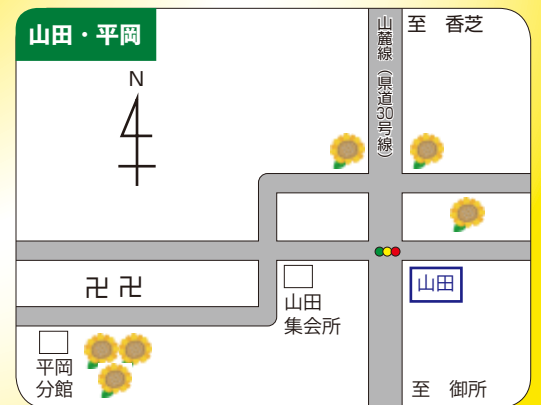 山田・平岡
至 香芝
山麓線（県道30号線）
N
卍 卍
山田
集会所
山田
平岡
分館
至 御所